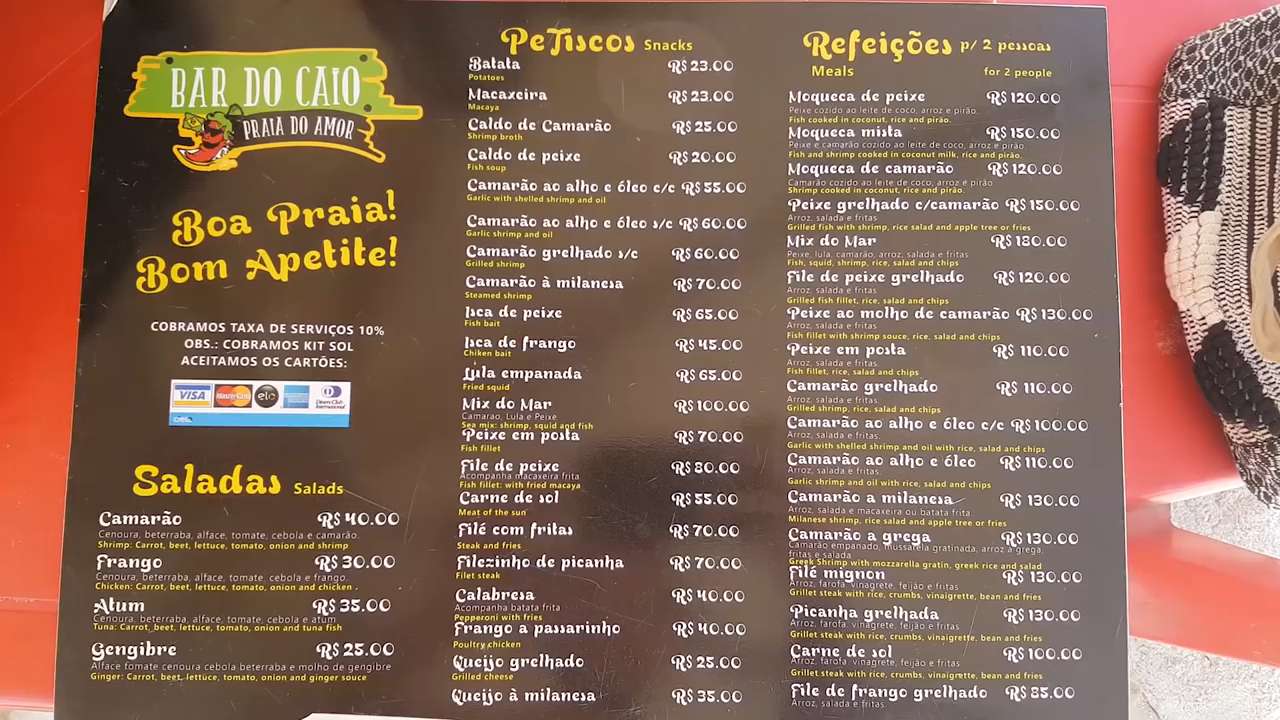 BAR DO CAIO
PRAIA DO AMOR
Boa Praia!
Bom Apetite!
COBRAMOS TAXA DE SERVIÇOS 10%
OBS.: COBRAMOS KIT SOL
ACEITAMOS OS CARTÕES:
VISA MasterCard elo Diners Club International
Cielo
Saladas Salads
Camarão R$ 40.00
Cenoura, beterraba, alface, tomate, cebola e camarão.
Shrimp: Carrot, beet, lettuce, tomato, onion and shrimp
Frango R$ 30.00
Cenoura, beterraba, alface, tomate, cebola e frango.
Chicken: Carrot, beet, lettuce, tomato, onion and chicken.
Atum R$ 35.00
Cenoura, beterraba, alface, tomate, cebola e atum
Tuna: Carrot, beet, lettuce, tomato, onion and tuna fish
Gengibre R$ 25.00
Alface tomate cenoura cebola beterraba e molho de gengibre
Ginger: Carrot, beet, lettuce, tomato, onion and ginger souce
Petiscos Snacks
Batata R$ 23.00
Potatoes
Macaxeira R$ 23.00
Macaya
Caldo de Camarão R$ 25.00
Shrimp broth
Caldo de peixe R$ 20.00
Fish soup
Camarão ao alho e óleo c/c R$ 55.00
Garlic with shelled shrimp and oil
Camarão ao alho e óleo s/c R$ 60.00
Garlic shrimp and oil
Camarão grelhado s/c R$ 60.00
Grilled shrimp
Camarão à milanesa R$ 70.00
Steamed shrimp
Isca de peixe R$ 65.00
Fish bait
Isca de frango R$ 45.00
Chiken bait
Lula empanada R$ 65.00
Fried squid
Mix do Mar R$ 100.00
Camarao, Lula e Peixe
Sea mix: shrimp, squid and fish
Peixe em posta R$ 70.00
Fish fillet
File de peixe R$ 80.00
Acompanha macaxeira frita
Fish fillet: with fried macaya
Carne de sol R$ 55.00
Meat of the sun
Filé com fritas R$ 70.00
Steak and fries
Filezinho de picanha R$ 70.00
Filet steak
Calabresa R$ 40.00
Acompanha batata frita
Pepperoni with fries
Frango a passarinho R$ 40.00
Poultry chicken
Queijo grelhado R$ 25.00
Grilled cheese
Queijo à milanesa R$ 35.00
Refeições p/ 2 pessoas
Meals for 2 people
Moqueca de peixe R$ 120.00
Peixe cozido ao leite de coco, arroz e pirão.
Fish cooked in coconut, rice and pirão.
Moqueca mista R$ 150.00
Peixe e camarão cozido ao leite de coco, arroz e pirão.
Fish and shrimp cooked in coconut milk, rice and pirão.
Moqueca de camarão R$ 120.00
Camarão cozido ao leite de coco, arroz e pirão
Shrimp cooked in coconut, rice and pirão.
Peixe grelhado c/camarão R$ 150.00
Arroz, salada e fritas
Grilled fish with shrimp, rice salad and apple tree or fries
Mix do Mar R$ 180.00
Peixe, lula, camarão, arroz, salada e fritas
Fish, squid, shrimp, rice, salad and chips
File de peixe grelhado R$ 120.00
Arroz, salada e fritas.
Grilled fish fillet, rice, salad and chips
Peixe ao molho de camarão R$ 130.00
Arroz, salada e fritas
Fish fillet with shrimp souce, rice, salad and chips
Peixe em posta R$ 110.00
Arroz, salada e fritas
Fish fillet, rice, salad and chips
Camarão grelhado R$ 110.00
Arroz, salada e fritas.
Grilled shrimp, rice, salad and chips
Camarão ao alho e óleo c/c R$ 100.00
Arroz, salada e fritas.
Garlic with shelled shrimp and oil with rice, salad and chips
Camarão ao alho e óleo R$ 110.00
Arroz, salada e fritas.
Garlic shrimp and oil with rice, salad and chips
Camarão a milanesa R$ 130.00
Arroz, salada e macaxeira ou batata frita.
Milanese shrimp, rice salad and apple tree or fries
Camarão a grega R$ 130.00
Camarão empanado, mussarela gratinada, arroz a grega,
fritas e salada
Greek Shrimp with mozzarella gratin, greek rice and salad
Filé mignon R$ 130.00
Arroz, farofa, vinagrete, feijão e fritas
Grillet steak with rice, crumbs, vinaigrette, bean and fries
Picanha grelhada R$ 130.00
Arroz, farofa, vinagrete, feijão e fritas
Grillet steak with rice, crumbs, vinaigrette, bean and fries
Carne de sol R$ 100.00
Arroz, farofa, vinagrete, feijão e fritas
Grillet steak with rice, crumbs, vinaigrette, bean and fries
File de frango grelhado R$ 85.00
Arroz, salada e fritas.